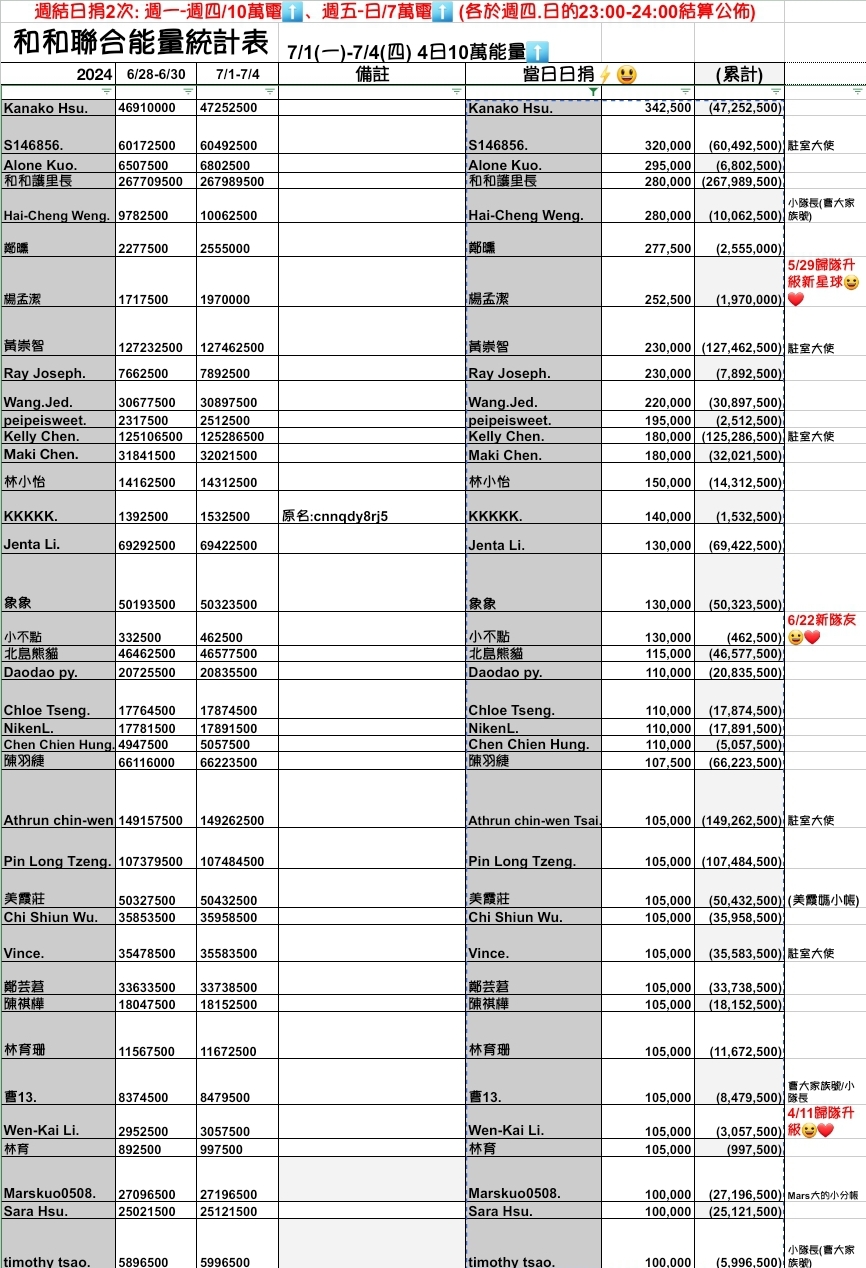 週結日捐2次: 週一-週四/10萬電⬆️、週五-日/7萬電⬆️ (各於週四.日的23:00-24:00結算公佈)
和和聯合能量統計表 7/1(一)-7/4(四) 4日10萬能量⬆️
2024 6/28-6/30 7/1-7/4 備註 當日日捐⚡😃 (累計)
Kanako Hsu. 46910000 47252500 Kanako Hsu. 342,500 (47,252,500)
S146856. 60172500 60492500 S146856. 320,000 (60,492,500) 駐室大使
Alone Kuo. 6507500 6802500 Alone Kuo. 295,000 (6,802,500)
和和護里長 267709500 267989500 和和護里長 280,000 (267,989,500)
Hai-Cheng Weng. 9782500 10062500 Hai-Cheng Weng. 280,000 (10,062,500) 小隊長(曹大家
族號)
鄭曛 2277500 2555000 鄭曛 277,500 (2,555,000)
楊孟潔 1717500 1970000 楊孟潔 252,500 (1,970,000) 5/29歸隊升
級新星球😀
❤️
黃崇智 127232500 127462500 黃崇智 230,000 (127,462,500) 駐室大使
Ray Joseph. 7662500 7892500 Ray Joseph. 230,000 (7,892,500)
Wang.Jed. 30677500 30897500 Wang.Jed. 220,000 (30,897,500)
peipeisweet. 2317500 2512500 peipeisweet. 195,000 (2,512,500)
Kelly Chen. 125106500 125286500 Kelly Chen. 180,000 (125,286,500) 駐室大使
Maki Chen. 31841500 32021500 Maki Chen. 180,000 (32,021,500)
林小怡 14162500 14312500 林小怡 150,000 (14,312,500)
KKKKK. 1392500 1532500 原名:cnnqdy8rj5 KKKKK. 140,000 (1,532,500)
Jenta Li. 69292500 69422500 Jenta Li. 130,000 (69,422,500)
象象 50193500 50323500 象象 130,000 (50,323,500)
小不點 332500 462500 小不點 130,000 (462,500) 6/22新隊友
😀❤️
北島熊貓 46462500 46577500 北島熊貓 115,000 (46,577,500)
Daodao py. 20725500 20835500 Daodao py. 110,000 (20,835,500)
Chloe Tseng. 17764500 17874500 Chloe Tseng. 110,000 (17,874,500)
NikenL. 17781500 17891500 NikenL. 110,000 (17,891,500)
Chen Chien Hung. 4947500 5057500 Chen Chien Hung. 110,000 (5,057,500)
陳羽緁 66116000 66223500 陳羽緁 107,500 (66,223,500)
Athrun chin-wen 149157500 149262500 Athrun chin-wen Tsai. 105,000 (149,262,500) 駐室大使
Pin Long Tzeng. 107379500 107484500 Pin Long Tzeng. 105,000 (107,484,500)
美霞莊 50327500 50432500 美霞莊 105,000 (50,432,500) (美霞媽小帳)
Chi Shiun Wu. 35853500 35958500 Chi Shiun Wu. 105,000 (35,958,500)
Vince. 35478500 35583500 Vince. 105,000 (35,583,500) 駐室大使
鄭芸莙 33633500 33738500 鄭芸莙 105,000 (33,738,500)
陳祺樺 18047500 18152500 陳祺樺 105,000 (18,152,500)
林育珊 11567500 11672500 林育珊 105,000 (11,672,500)
曹13. 8374500 8479500 曹13. 105,000 (8,479,500) 曹大家族號/小
隊長
Wen-Kai Li. 2952500 3057500 Wen-Kai Li. 105,000 (3,057,500) 4/11歸隊升
級😀❤️
林育 892500 997500 林育 105,000 (997,500)
Marskuo0508. 27096500 27196500 Marskuo0508. 100,000 (27,196,500) Mars大的小分帳
Sara Hsu. 25021500 25121500 Sara Hsu. 100,000 (25,121,500)
timothy tsao. 5896500 5996500 timothy tsao. 100,000 (5,996,500) 小隊長(曹大家
族號)